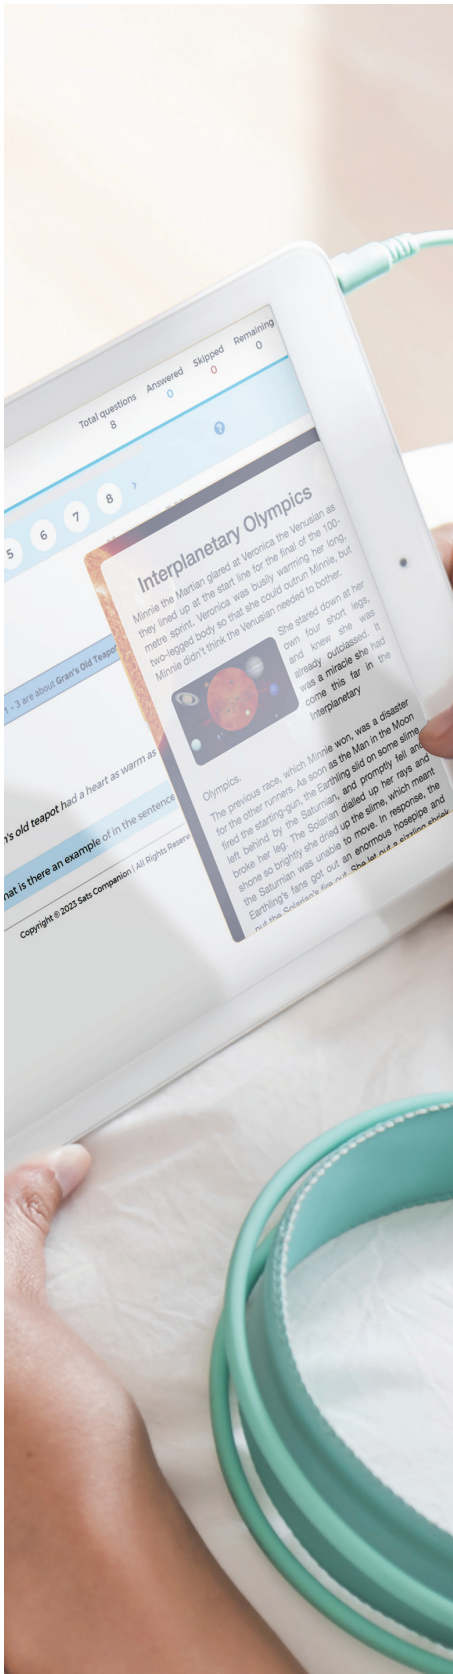 Total questions
8
Answered
0
Skipped
0
Remaining
0
5
6
7
8
›
?
1 - 3 are about Gran's Old Teapot
n's old teapot had a heart as warm as
hat is there an example of in the sentence
Copyright © 2023 Sats Companion | All Rights Reserv
Interplanetary Olympics
Minnie the Martian glared at Veronica the Venusian as
they lined up at the start line for the final of the 100-
metre sprint. Veronica was busily warming her long,
two-legged body so that she could outrun Minnie, but
Minnie didn't think the Venusian needed to bother.
She stared down at her
own four short legs,
and knew she was
already outclassed. It
was a miracle she had
come this far in the
Interplanetary
Olympics.
The previous race, which Minnie won, was a disaster
for the other runners. As soon as the Man in the Moon
fired the starting-gun, the Earthling slid on some slime
left behind by the Saturnian, and promptly fell and
broke her leg. The Solarian dialled up her rays and
shone so brightly she dried up the slime, which meant
the Saturnian was unable to move. In response, the
Earthling's fans got out an enormous hosepipe and
put the Solarian's fire out. She let out a sizzling shriek